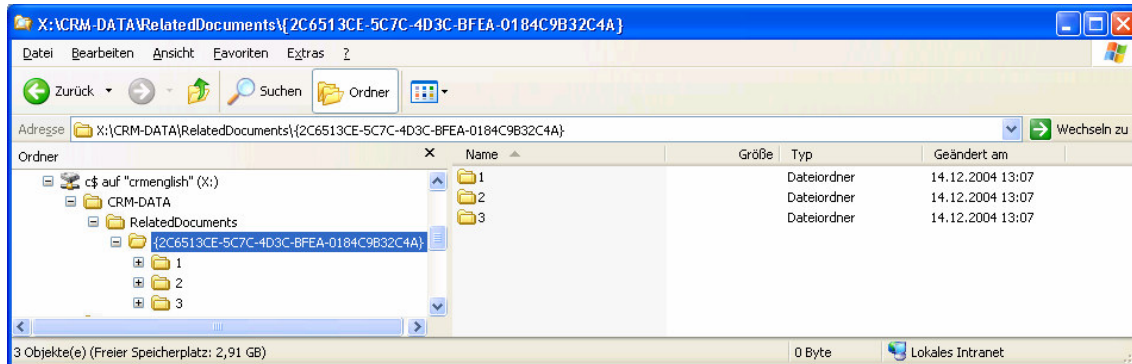 X:\CRM-DATA\RelatedDocuments\{2C6513CE-5C7C-4D3C-BFEA-0184C9B32C4A}
Datei Bearbeiten Ansicht Favoriten Extras ?
Zurück Suchen Ordner
Adresse X:\CRM-DATA\RelatedDocuments\{2C6513CE-5C7C-4D3C-BFEA-0184C9B32C4A} Wechseln zu
Ordner Name Größe Typ Geändert am
c$ auf "crmenglish" (X:) 1 Dateiordner 14.12.2004 13:07
CRM-DATA 2 Dateiordner 14.12.2004 13:07
RelatedDocuments 3 Dateiordner 14.12.2004 13:07
{2C6513CE-5C7C-4D3C-BFEA-0184C9B32C4A}
1
2
3
3 Objekte(e) (Freier Speicherplatz: 2,91 GB) 0 Byte Lokales Intranet